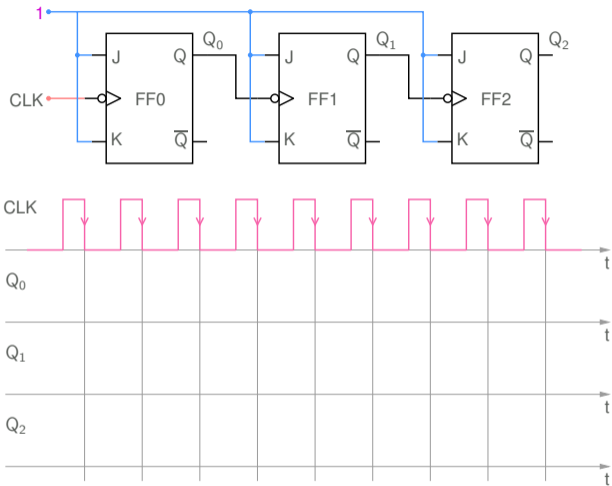 1
Q₀ Q₁ Q₂
J Q J Q J Q
CLK FF0 FF1 FF2
K Q̅ K Q̅ K Q̅
CLK
t
Q₀
t
Q₁
t
Q₂
t